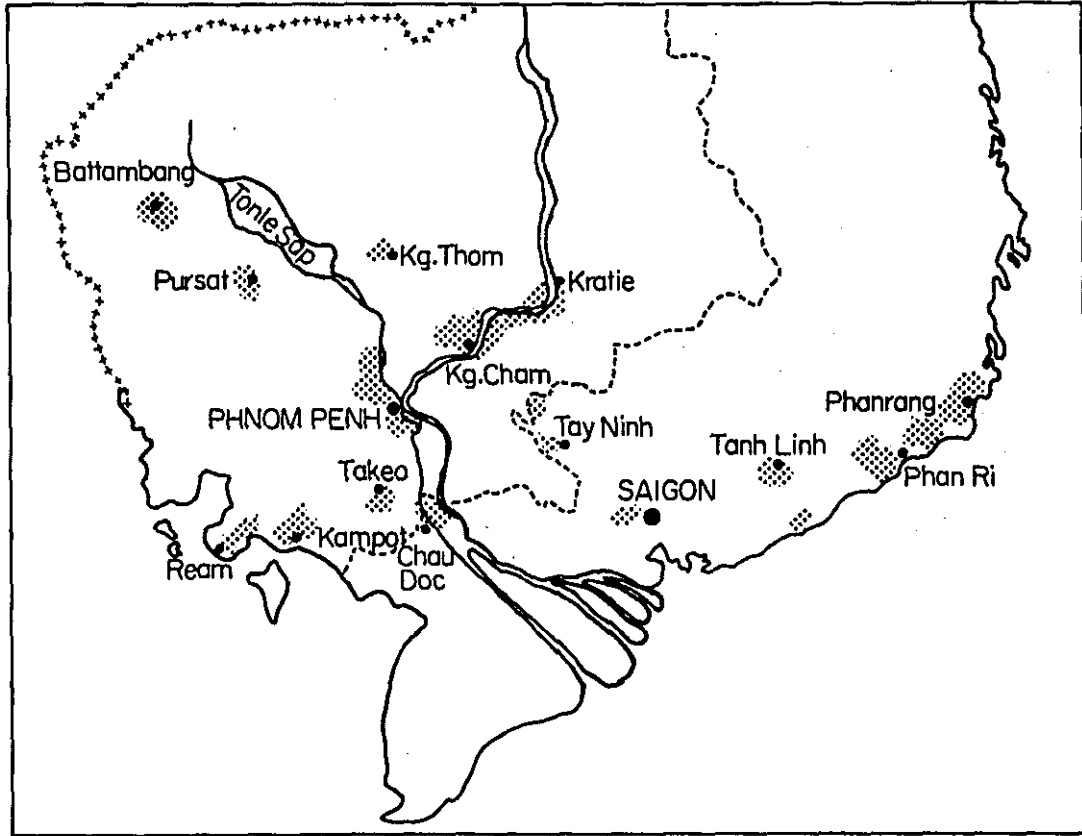 Battambang
Tonle Sap
Pursat
Kg.Thom
Kratie
Kg.Cham
PHNOM PENH
Tay Ninh
Phanrang
Tanh Linh
Phan Ri
Takeo
SAIGON
Kampot
Ream
Chau
Doc